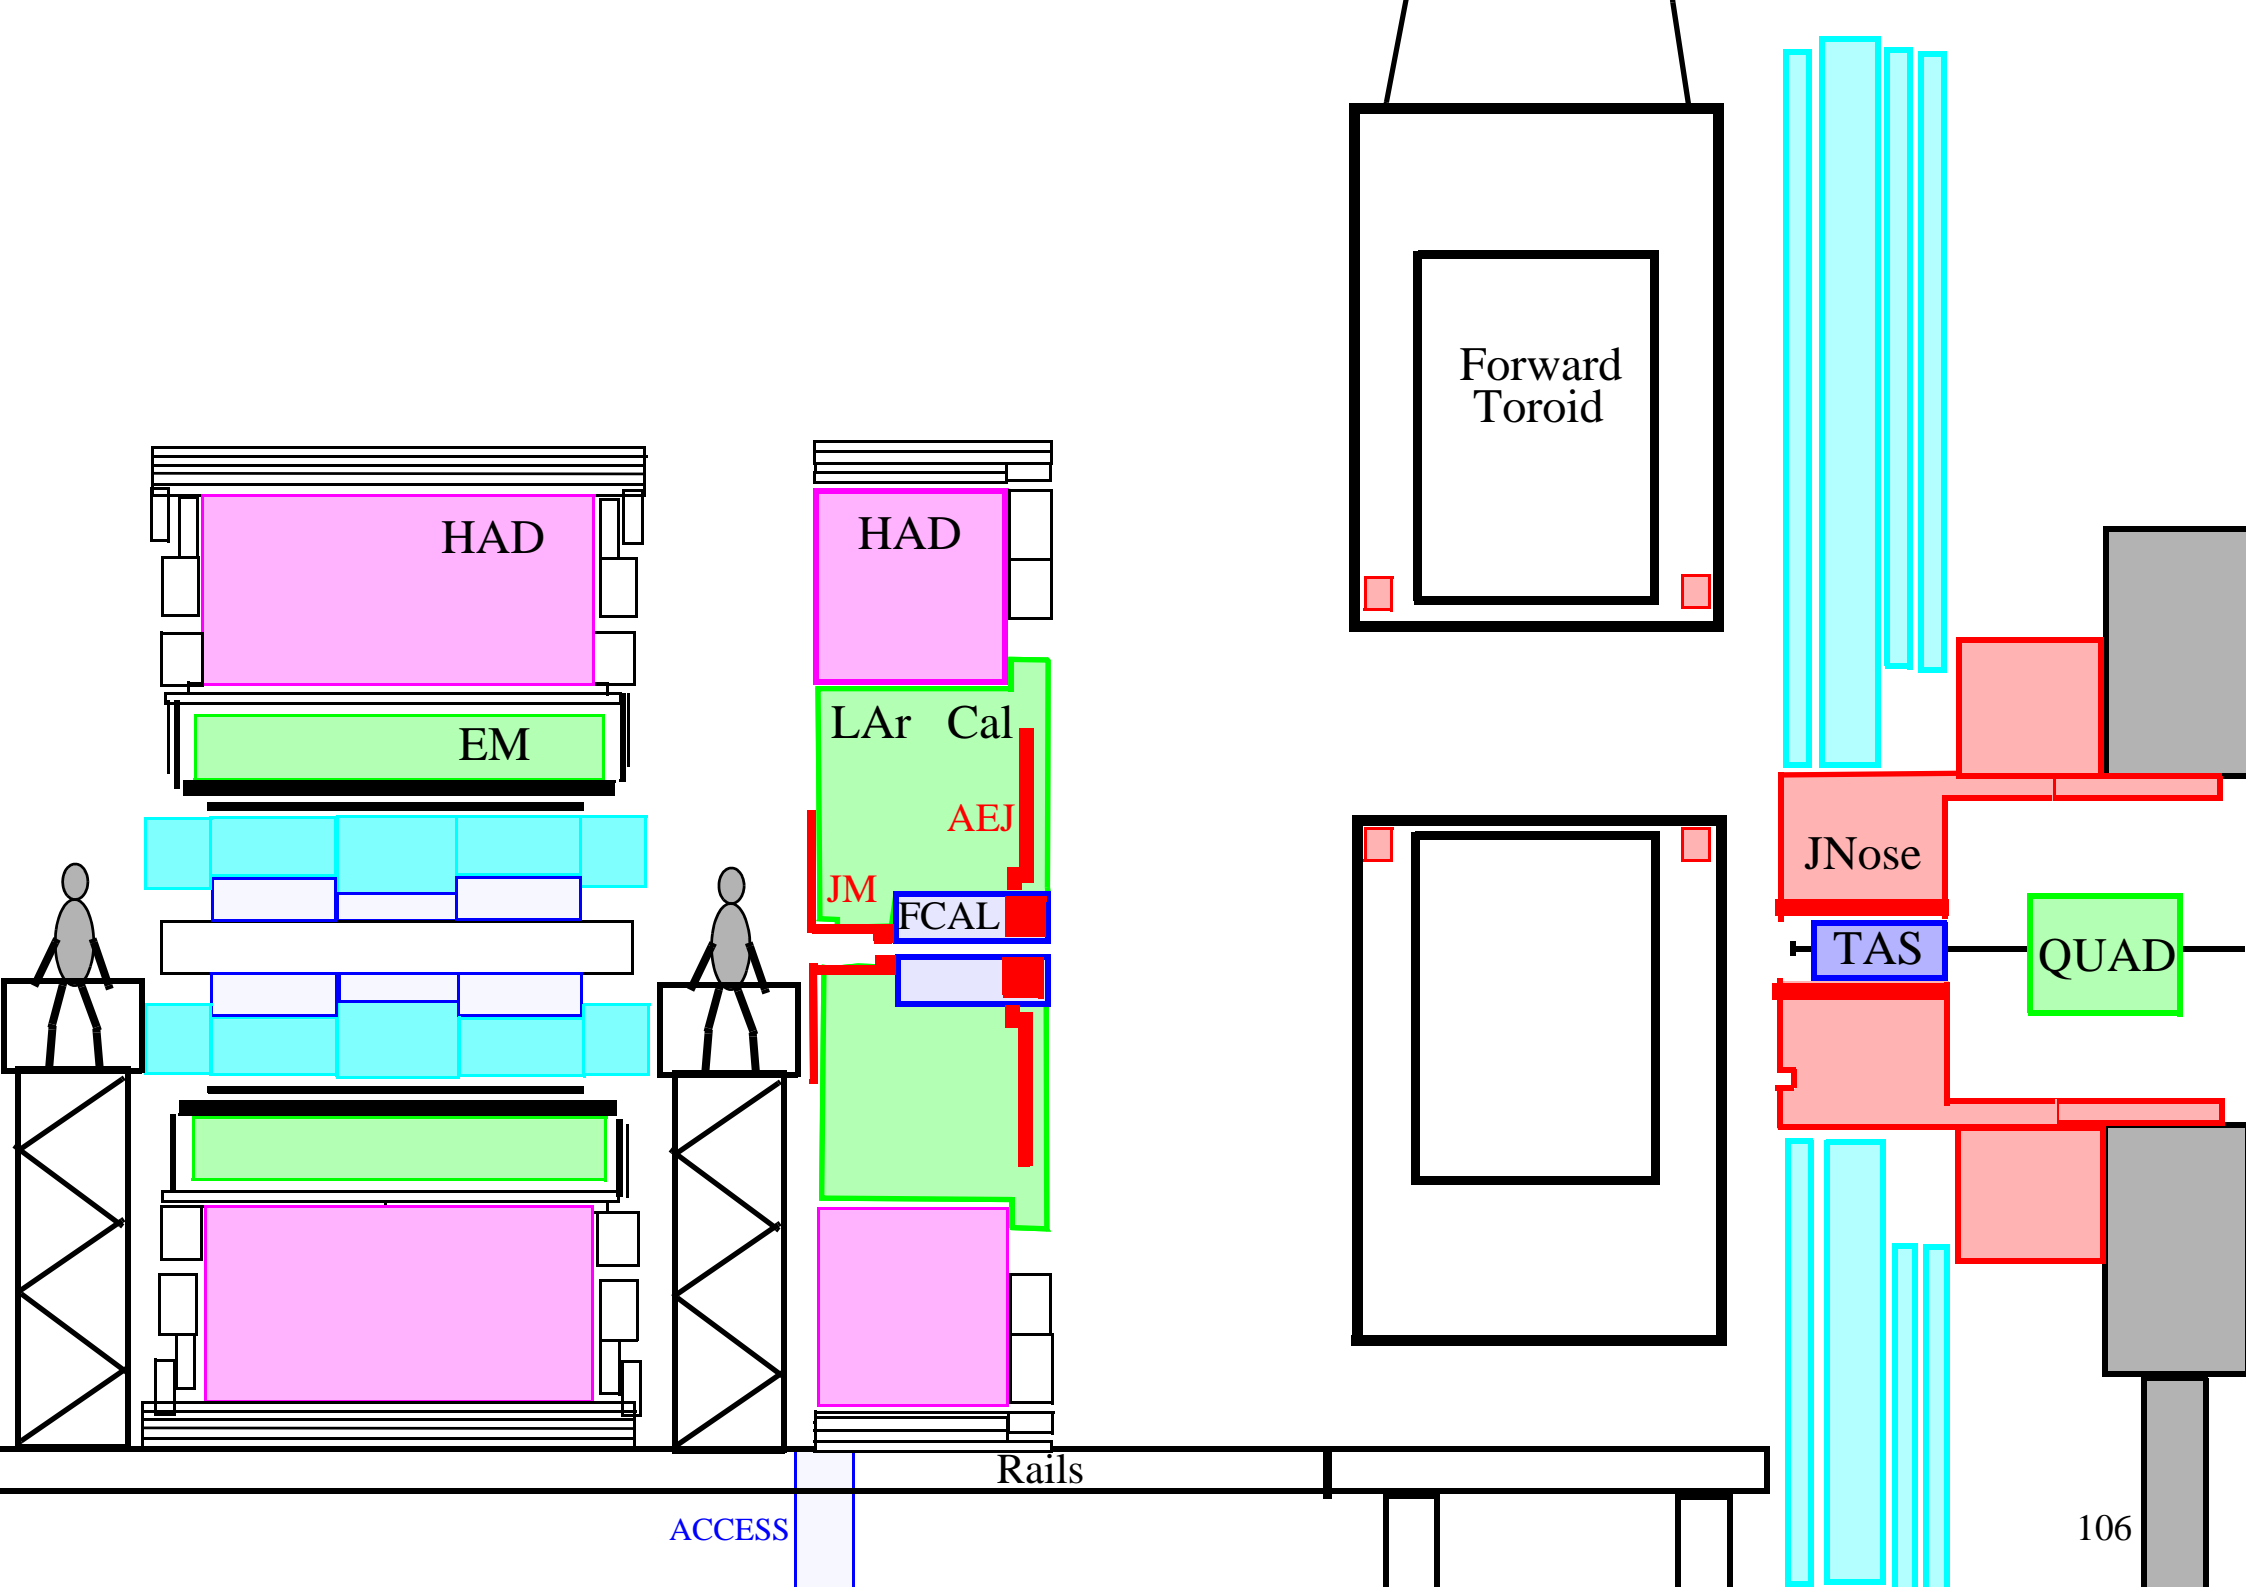 HAD
EM
HAD
LAr Cal
AEJ
JM
FCAL
Forward
Toroid
JNose
TAS
QUAD
Rails
ACCESS
106